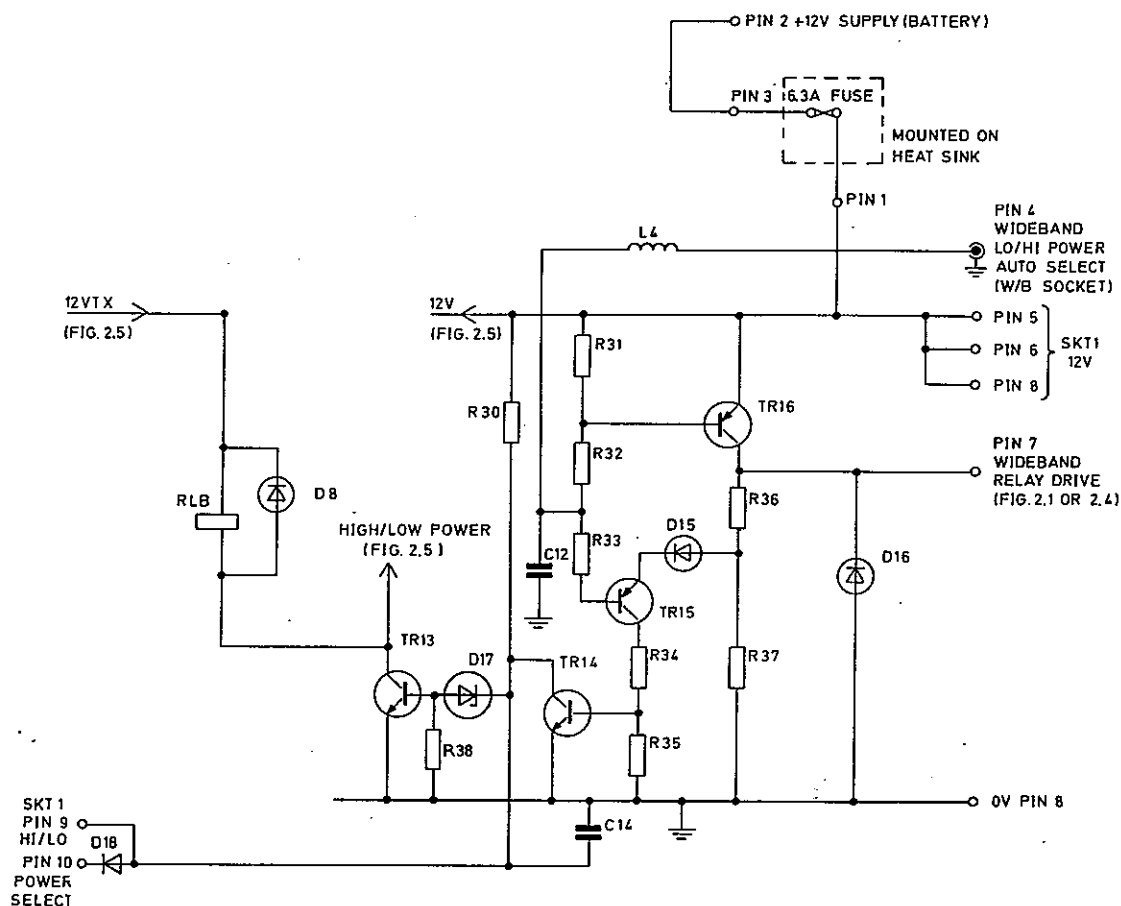 PIN 2 +12V SUPPLY (BATTERY)
PIN 3
6.3A FUSE
MOUNTED ON
HEAT SINK
PIN 1
PIN 4
WIDEBAND
LO/HI POWER
AUTO SELECT
(W/B SOCKET)
L4
12VTX
(FIG. 2.5)
12V
(FIG. 2.5)
PIN 5
PIN 6
PIN 8
SKT1
12V
R31
R30
TR16
R32
PIN 7
WIDEBAND
RELAY DRIVE
(FIG. 2.1 OR 2.4)
RLB
D8
R36
HIGH/LOW POWER
(FIG. 2.5)
C12
R33
D15
D16
TR15
TR13
D17
TR14
R34
R37
R38
R35
SKT 1
PIN 9
HI/LO
D18
PIN 10
POWER
SELECT
C14
0V PIN 8